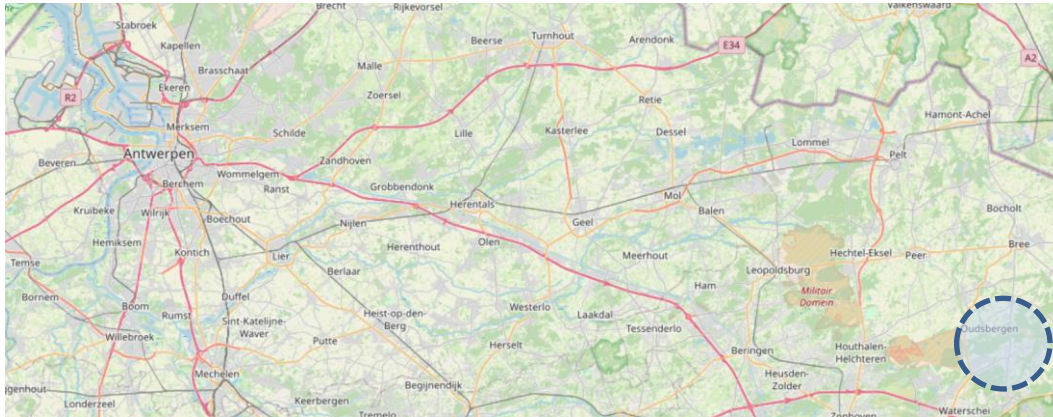 Brecht
Rijkevorsel
Valkenswaard
Stabroek
Turnhout
Kapellen
Beerse
Arendonk
E34
A2
Malle
Brasschaat
Ekeren
R2
Zoersel
Retie
Hamont-Achel
Merksem
Schilde
Lille
Kasterlee
Dessel
Lommel
Antwerpen
Pelt
Beveren
Zandhoven
Wommelgem
Berchem
Ranst
Grobbendonk
Mol
Herentals
Kruibeke
Wilrijk
Boechout
Nijlen
Geel
Balen
Bocholt
Hemiksem
Kontich
Lier
Herenthout
Olen
Bree
Temse
Berlaar
Meerhout
Hechtel-Eksel
Peer
Leopoldsburg
Bornem
Duffel
Ham
Militair
Domein
Boom
Rumst
Westerlo
Laakdal
Heist-op-den-
Berg
Sint-Katelijne-
Waver
Tessenderlo
Oudsbergen
Willebroek
Putte
Herselt
Houthalen-
Helchteren
Beringen
Mechelen
Heusden-
Zolder
Begijnendijk
Londerzeel
Keerbergen
Tremelo
Zonhoven
Waterschei